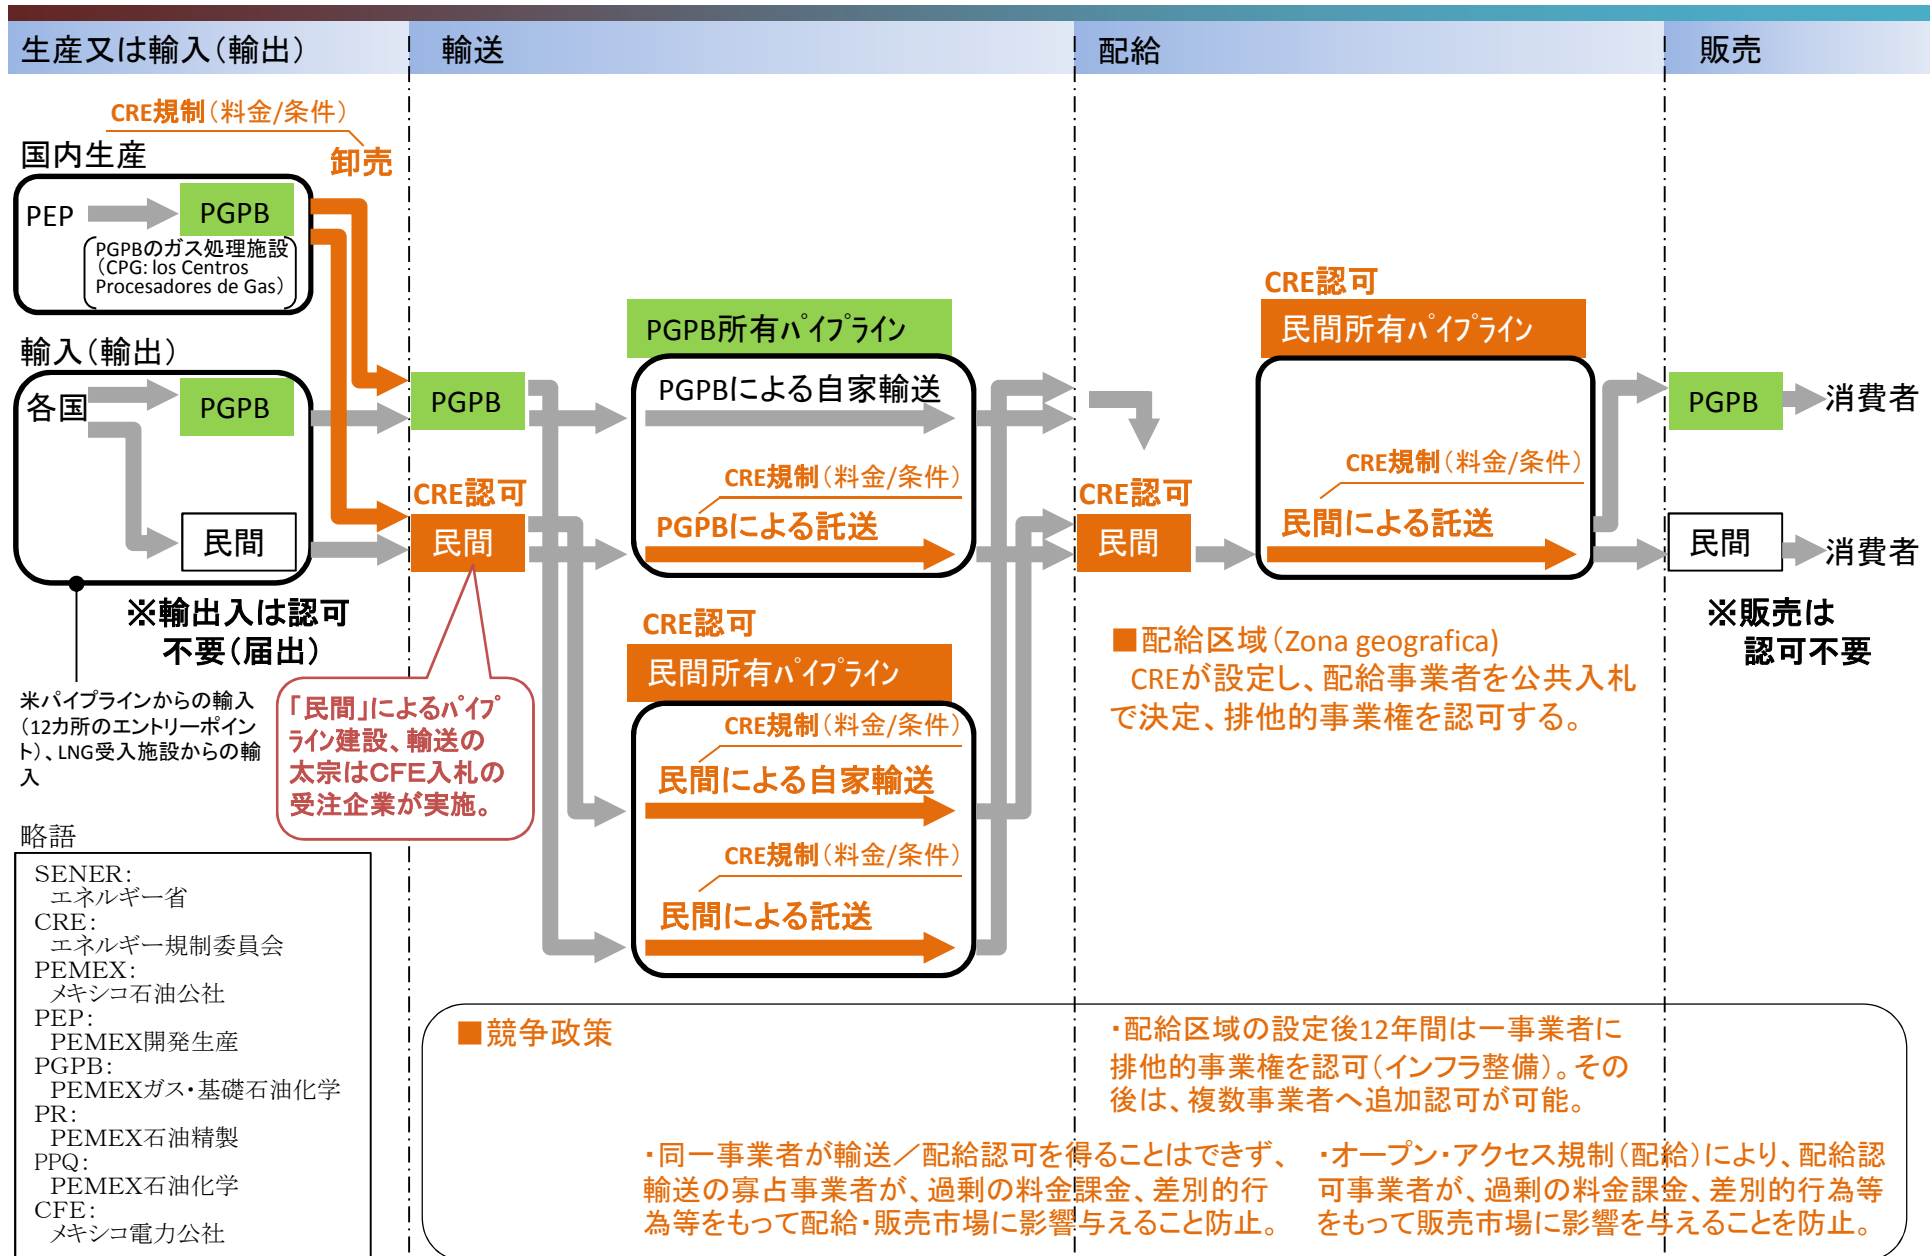 生産又は輸入（輸出）
輸送
配給
販売
CRE規制（料金/条件）
卸売
国内生産
PEP
PGPB
PGPBのガス処理施設
（CPG: los Centros
Procesadores de Gas）
輸入（輸出）
各国
PGPB
民間
※輸出入は認可
不要（届出）
米パイプラインからの輸入
（12カ所のエントリーポイン
ト）、LNG受入施設からの輸
入
PGPB
CRE認可
民間
「民間」によるパイプ
ライン建設、輸送の
太宗はCFE入札の
受注企業が実施。
PGPB所有パイプライン
PGPBによる自家輸送
CRE規制（料金/条件）
PGPBによる託送
CRE認可
民間所有パイプライン
CRE規制（料金/条件）
民間による自家輸送
CRE規制（料金/条件）
民間による託送
CRE認可
民間
CRE認可
民間所有パイプライン
CRE規制（料金/条件）
民間による託送
■配給区域（Zona geografica)
CREが設定し、配給事業者を公共入札
で決定、排他的事業権を認可する。
PGPB
消費者
民間
消費者
※販売は
認可不要
略語
SENER：
エネルギー省
CRE：
エネルギー規制委員会
PEMEX：
メキシコ石油公社
PEP：
PEMEX開発生産
PGPB：
PEMEXガス・基礎石油化学
PR：
PEMEX石油精製
PPQ：
PEMEX石油化学
CFE：
メキシコ電力公社
■競争政策
・配給区域の設定後12年間は一事業者に
排他的事業権を認可（インフラ整備）。その
後は、複数事業者へ追加認可が可能。
・同一事業者が輸送／配給認可を得ることはできず、
輸送の寡占事業者が、過剰の料金課金、差別的行
為等をもって配給・販売市場に影響与えること防止。
・オープン・アクセス規制（配給）により、配給認
可事業者が、過剰の料金課金、差別的行為等
をもって販売市場に影響を与えることを防止。